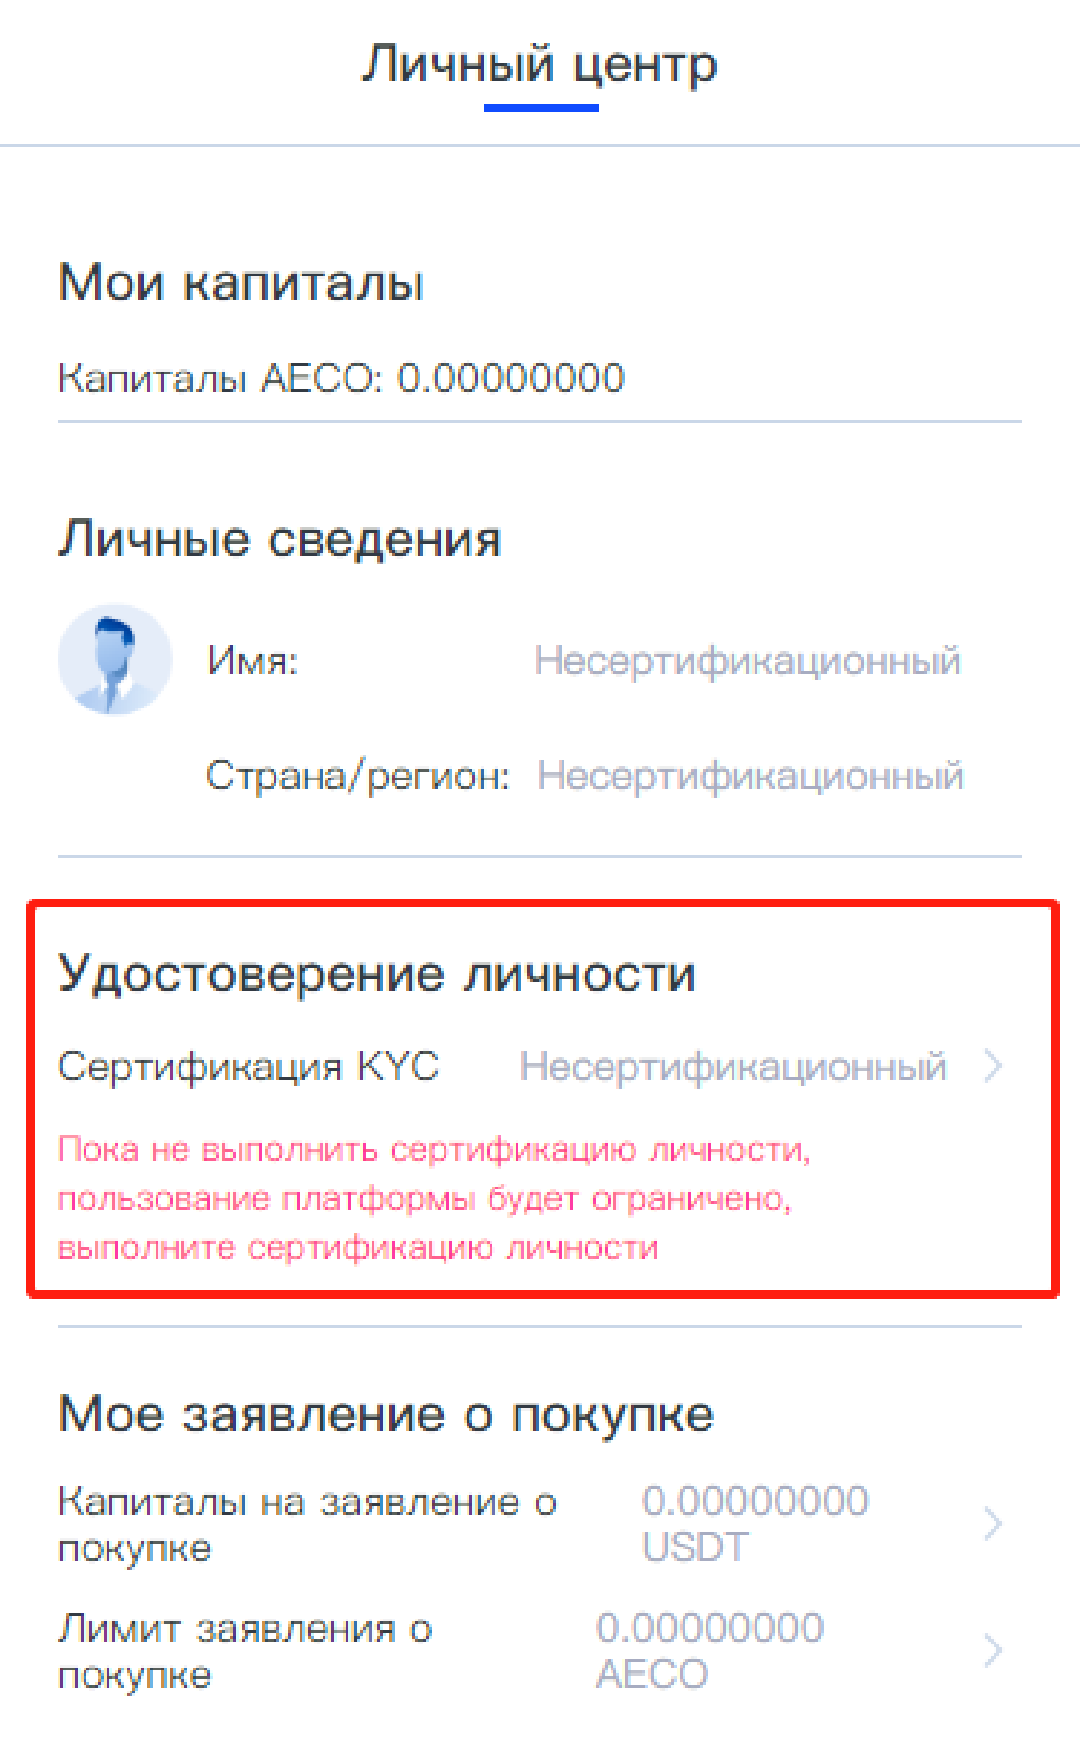 Личный центр
Мои капиталы
Капиталы AECO: 0.00000000
Личные сведения
Имя: Несертификационный
Страна/регион: Несертификационный
Удостоверение личности
Сертификация KYC Несертификационный
Пока не выполнить сертификацию личности,
пользование платформы будет ограничено,
выполните сертификацию личности
Мое заявление о покупке
Капиталы на заявление о 0.00000000
покупке USDT
Лимит заявления о 0.00000000
покупке AECO